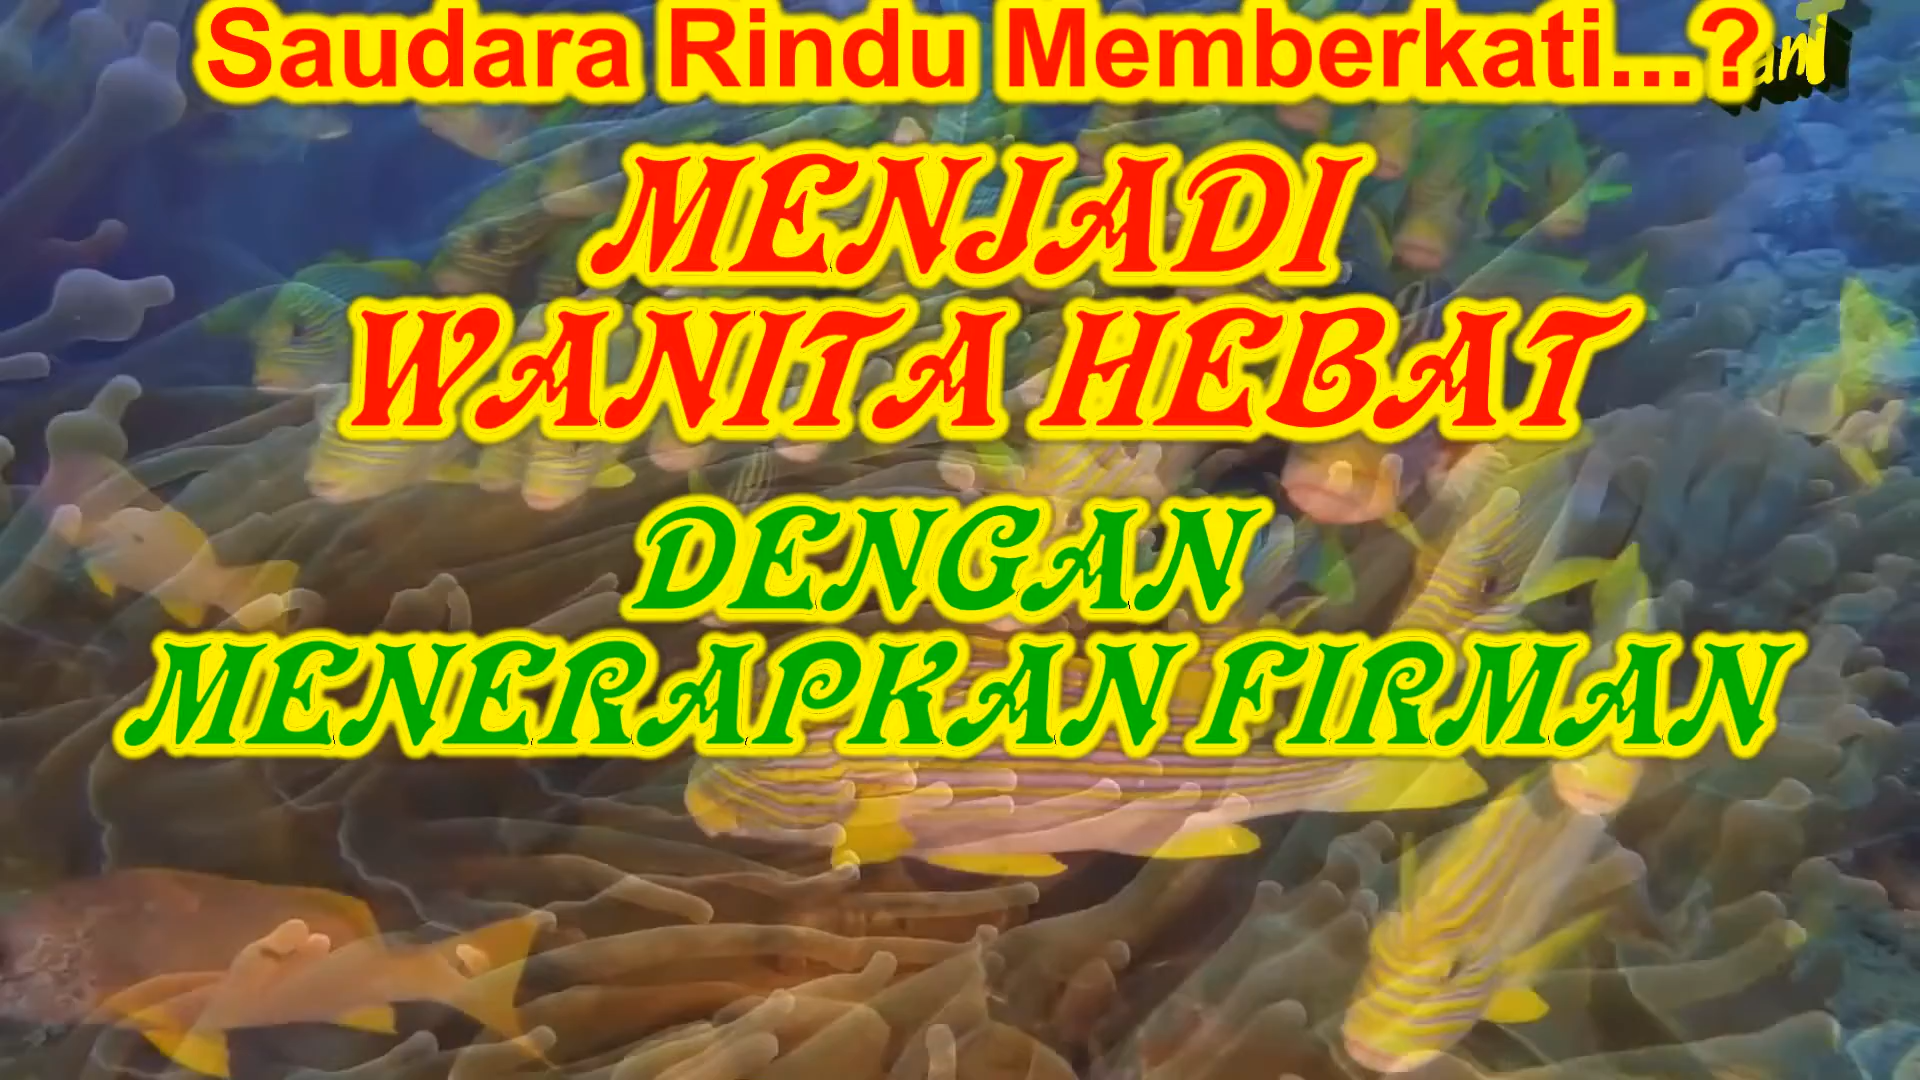 Saudara Rindu Memberkati...?
MENJADI
WANITA HEBAT
DENGAN
MENERAPKAN FIRMAN